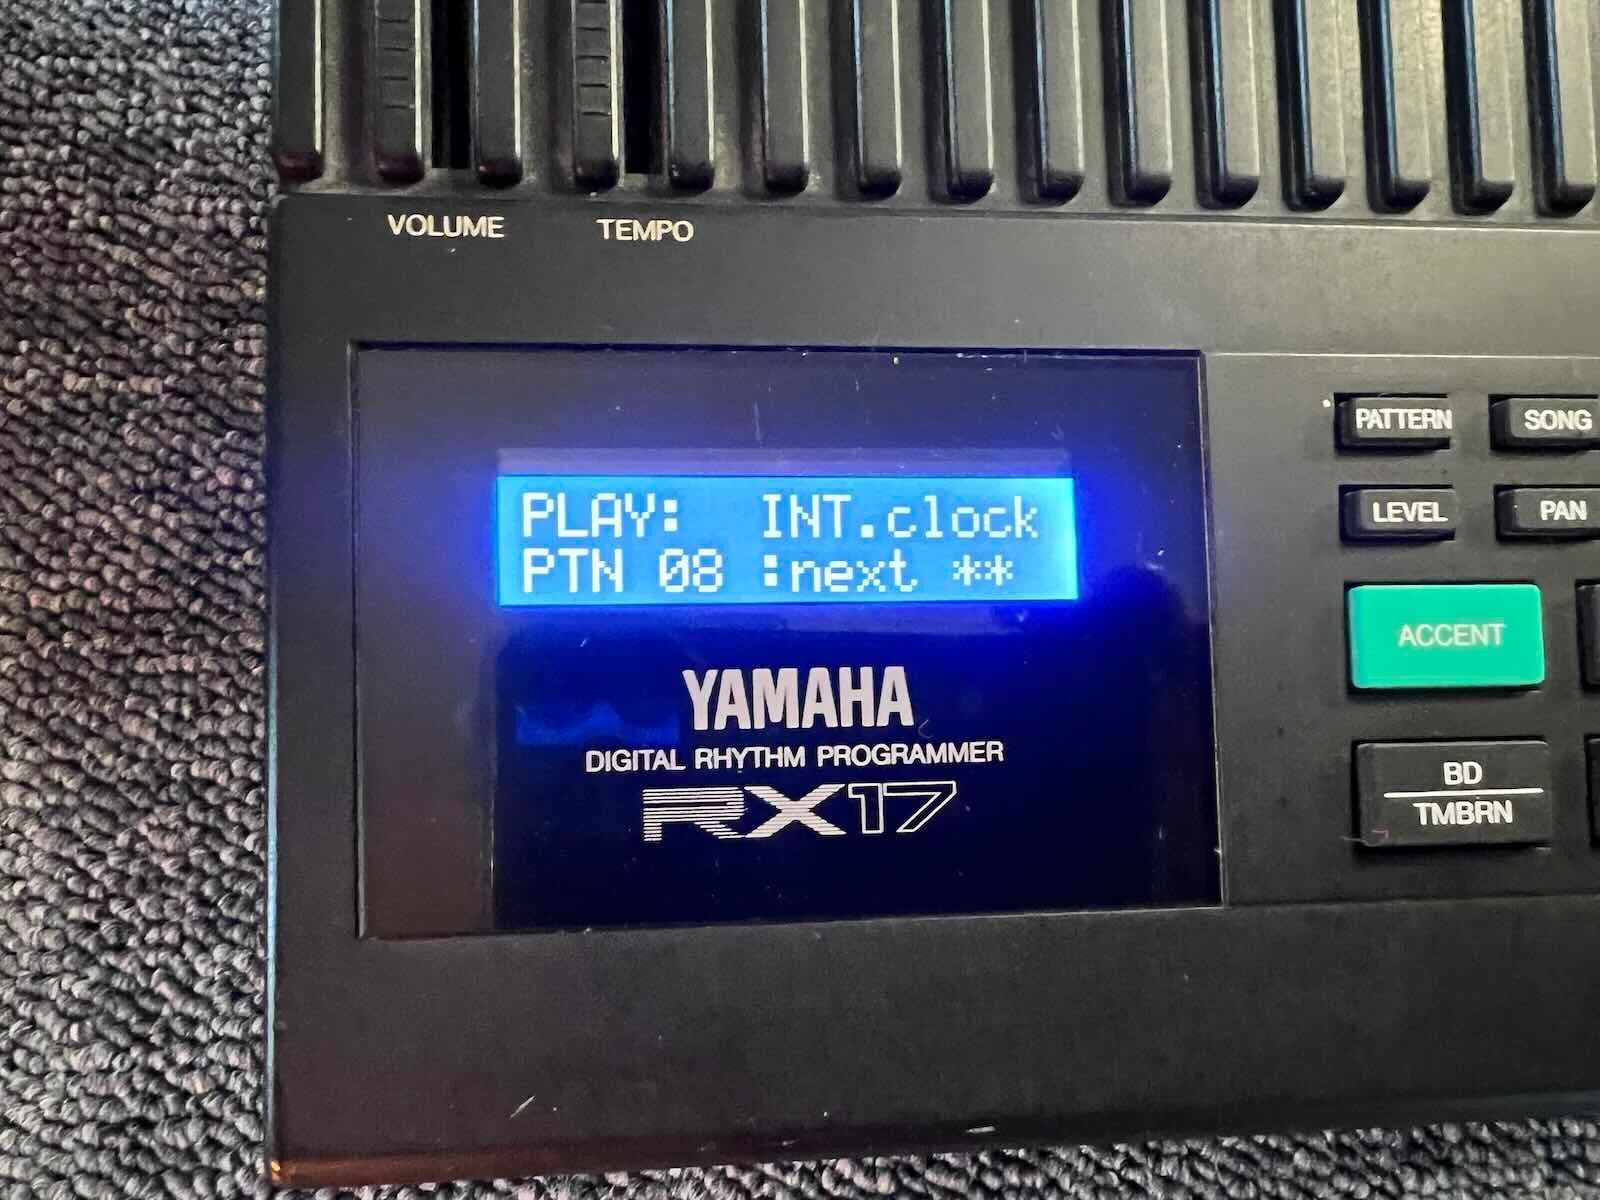 VOLUME TEMPO
PLAY: INT.clock
PTN 08 :next **
YAMAHA
DIGITAL RHYTHM PROGRAMMER
RX17
PATTERN SONG
LEVEL PAN
ACCENT
BD
TMBRN